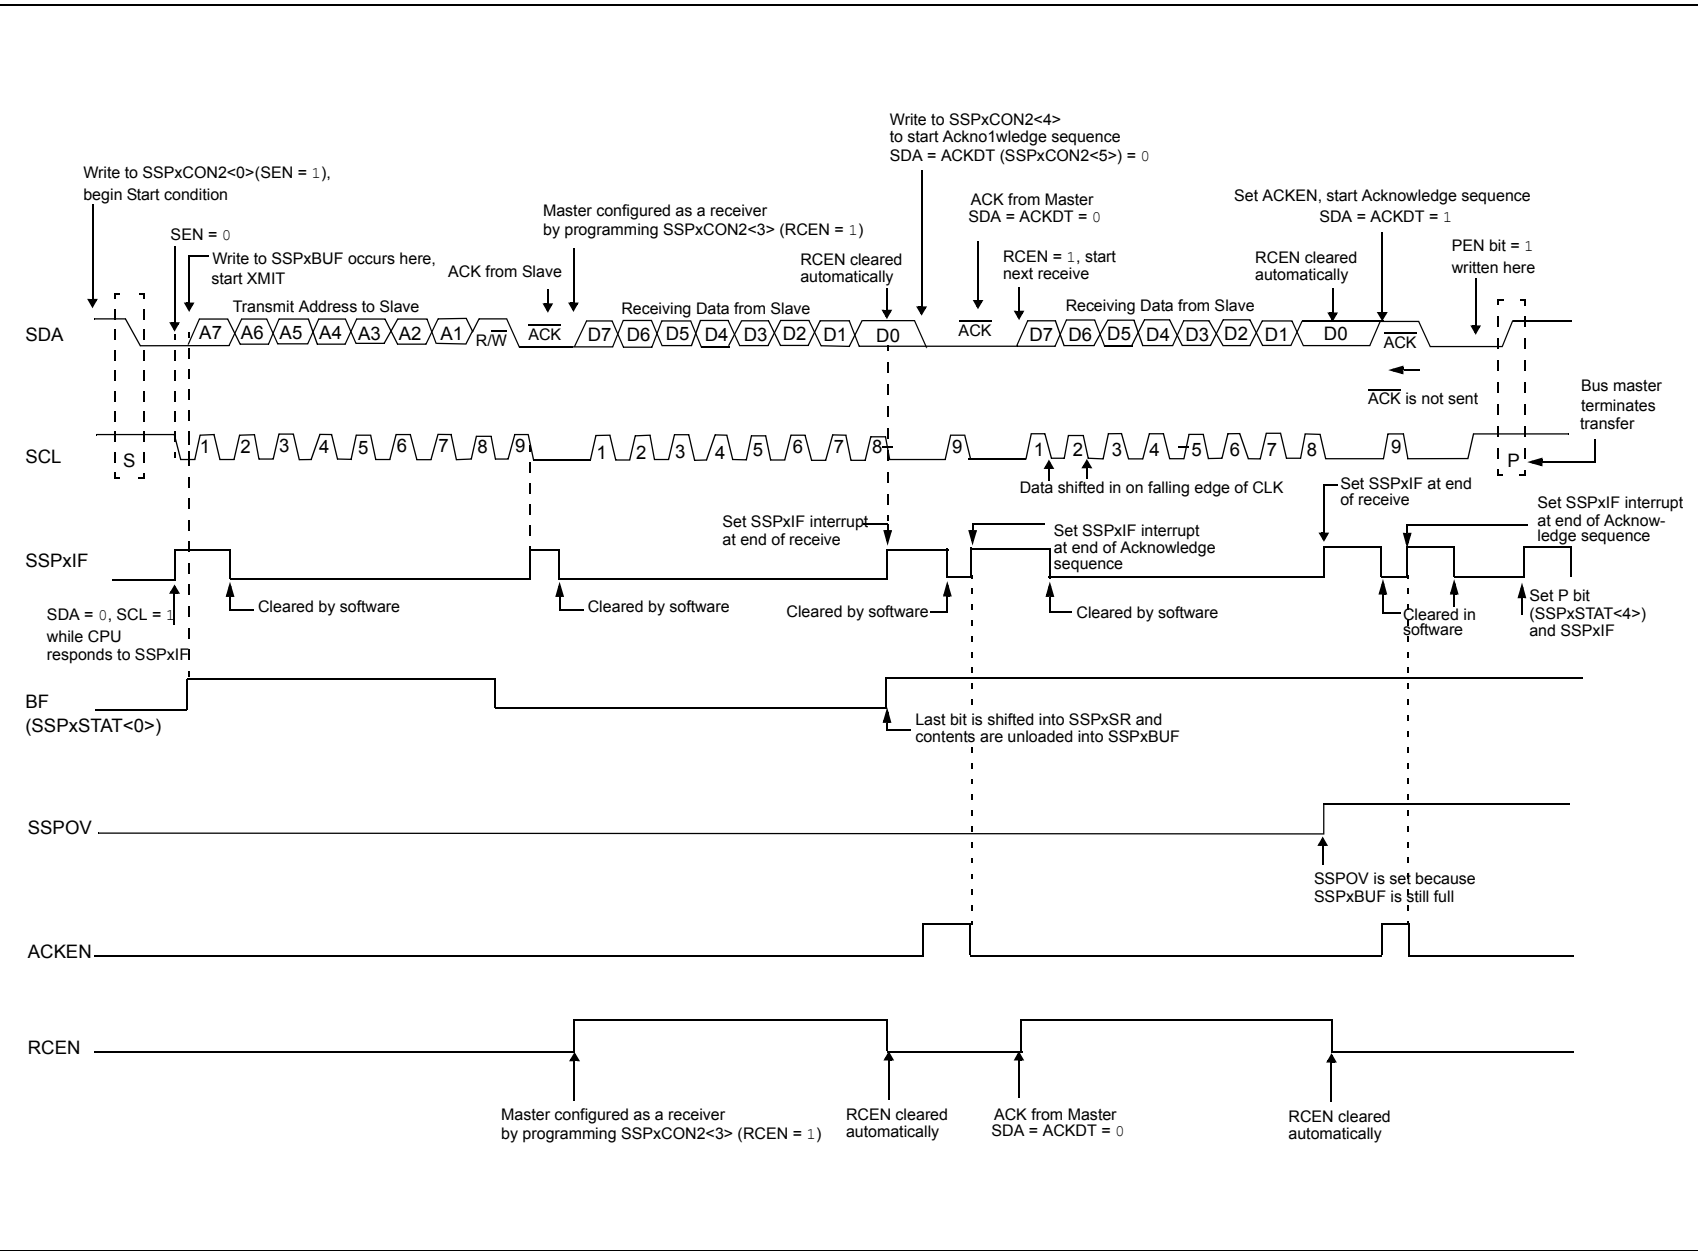 Write to SSPxCON2<4>
to start Ackno1wledge sequence
SDA = ACKDT (SSPxCON2<5>) = 0
Write to SSPxCON2<0>(SEN = 1),
begin Start condition
SEN = 0
Write to SSPxBUF occurs here,
start XMIT
ACK from Slave
Master configured as a receiver
by programming SSPxCON2<3> (RCEN = 1)
RCEN cleared
automatically
ACK from Master
SDA = ACKDT = 0
RCEN = 1, start
next receive
Set ACKEN, start Acknowledge sequence
SDA = ACKDT = 1
RCEN cleared
automatically
PEN bit = 1
written here
Transmit Address to Slave
Receiving Data from Slave
Receiving Data from Slave
SDA
A7 A6 A5 A4 A3 A2 A1 R/W ACK D7 D6 D5 D4 D3 D2 D1 D0 ACK D7 D6 D5 D4 D3 D2 D1 D0 ACK
ACK is not sent
Bus master
terminates
transfer
SCL
S 1 2 3 4 5 6 7 8 9 1 2 3 4 5 6 7 8 9 1 2 3 4 5 6 7 8 9 P
Data shifted in on falling edge of CLK
Set SSPxIF at end
of receive
Set SSPxIF interrupt
at end of receive
Set SSPxIF interrupt
at end of Acknowledge
sequence
Set SSPxIF interrupt
at end of Acknow-
ledge sequence
SSPxIF
SDA = 0, SCL = 1
while CPU
responds to SSPxIF
Cleared by software
Cleared by software
Cleared by software
Cleared by software
Cleared in
software
Set P bit
(SSPxSTAT<4>)
and SSPxIF
BF
(SSPxSTAT<0>)
Last bit is shifted into SSPxSR and
contents are unloaded into SSPxBUF
SSPOV
SSPOV is set because
SSPxBUF is still full
ACKEN
RCEN
Master configured as a receiver
by programming SSPxCON2<3> (RCEN = 1)
RCEN cleared
automatically
ACK from Master
SDA = ACKDT = 0
RCEN cleared
automatically